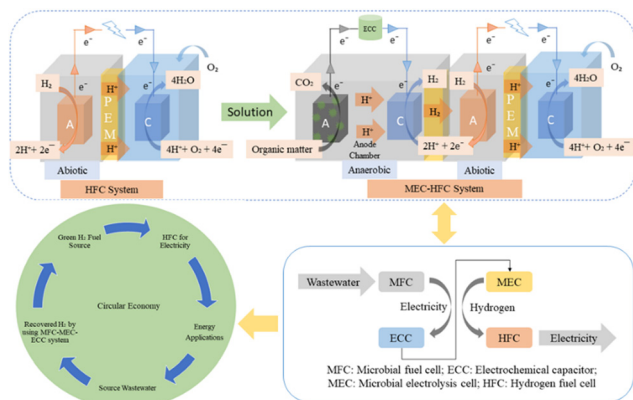 A
e⁻
e⁻
H₂
e⁻
H⁺
P E M
A
H⁺
2H⁺+ 2e⁻
e⁻
C
4H₂O
O₂
4H⁺+ O₂ + 4e⁻
Abiotic
HFC System
Solution
ECC
e⁻
e⁻
CO₂
e⁻
A
Organic matter
H⁺
H⁺
Anode
Chamber
Anaerobic
e⁻
C
H₂
H₂
2H⁺+ 2e⁻
A
e⁻
e⁻
H₂
e⁻
A
H⁺
P E M
H⁺
Abiotic
e⁻
C
4H₂O
O₂
4H⁺+ O₂ + 4e⁻
MEC-HFC System
Green H₂ Fuel
Source
HFC for
Electricity
Circular Economy
Energy
Applications
Source Wastewater
Recovered H₂ by
using MFC-MEC-
ECC system
Wastewater
MFC
MEC
Electricity
Hydrogen
ECC
HFC
Electricity
MFC: Microbial fuel cell; ECC: Electrochemical capacitor;
MEC: Microbial electrolysis cell; HFC: Hydrogen fuel cell